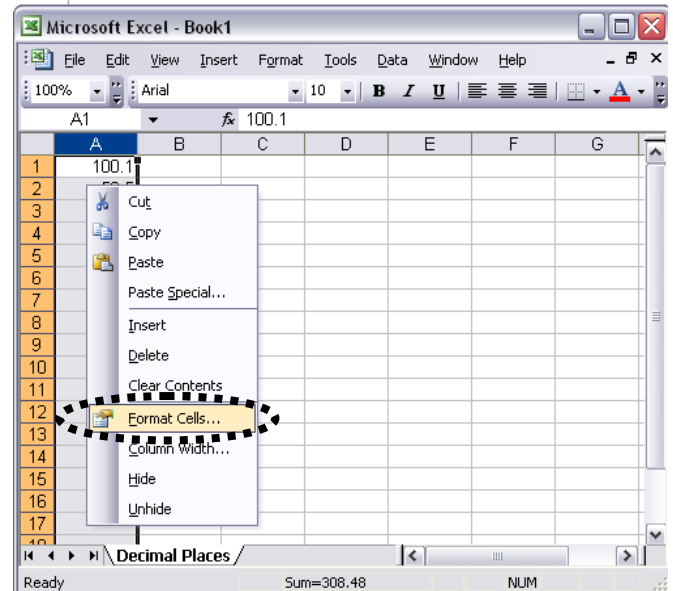 Microsoft Excel - Book1
File Edit View Insert Format Tools Data Window Help
100% Arial 10 B I U A
A1 fx 100.1
A B C D E F G
1 100.1
2
3
4
5
6
7
8
9
10
11
12
13
14
15
16
17
Cut
Copy
Paste
Paste Special...
Insert
Delete
Clear Contents
Format Cells...
Column Width...
Hide
Unhide
Decimal Places
Ready Sum=308.48 NUM